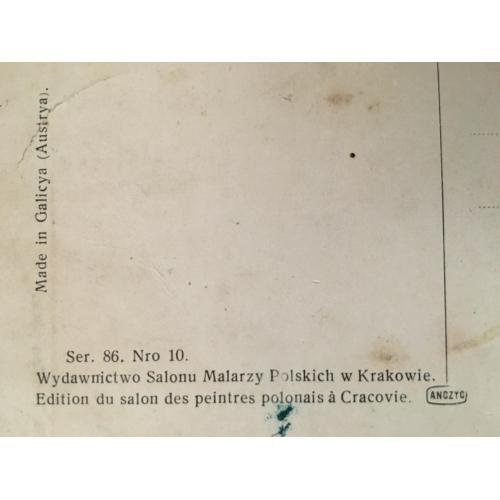 Made in Galicya (Austrya).
Ser. 86. Nro 10.
Wydawnictwo Salonu Malarzy Polskich w Krakowie.
Edition du salon des peintres polonais à Cracovie. ANCZYC